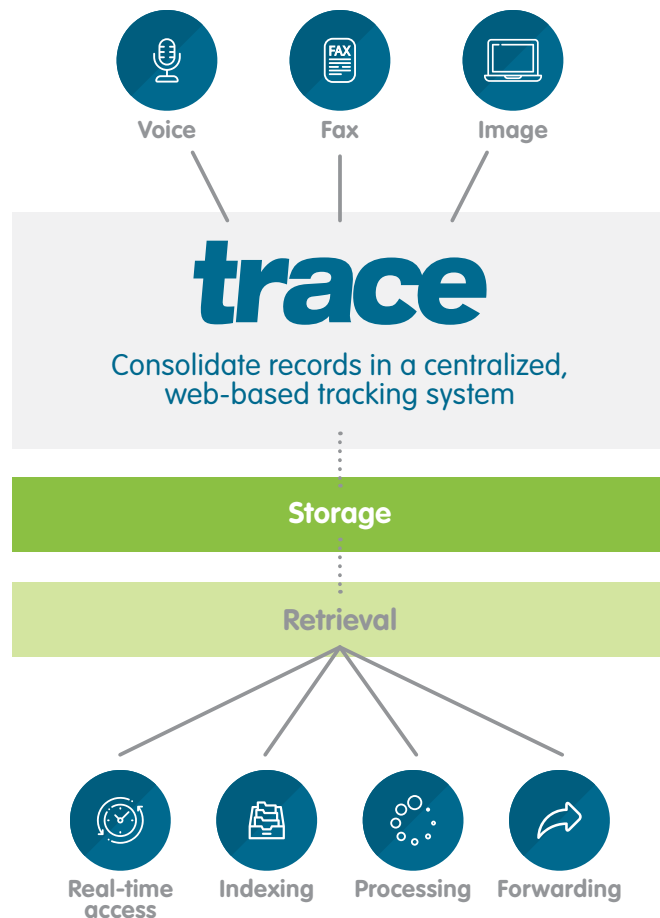 FAX
Voice
Fax
Image
trace
Consolidate records in a centralized,
web-based tracking system
Storage
Retrieval
Real-time
access
Indexing
Processing
Forwarding